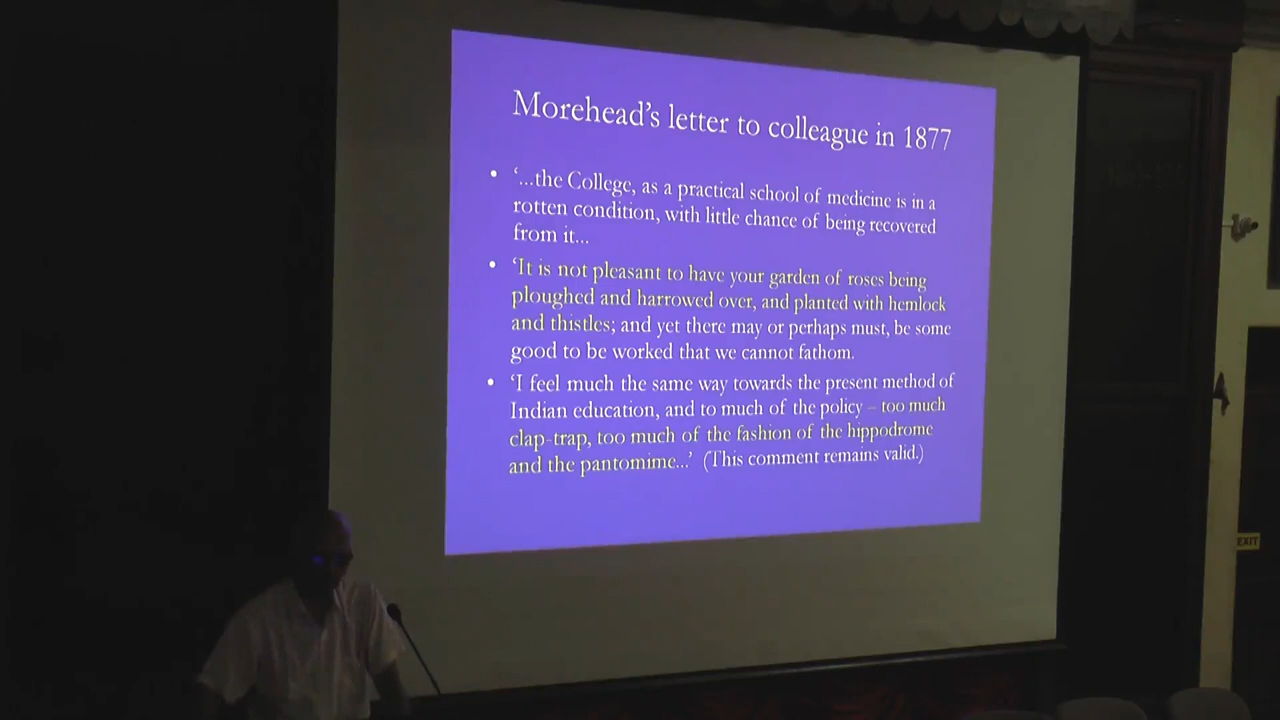 Morehead's letter to colleague in 1877
• '...the College, as a practical school of medicine is in a
rotten condition, with little chance of being recovered
from it...
• 'It is not pleasant to have your garden of roses being
ploughed and harrowed over, and planted with hemlock
and thistles; and yet there may or perhaps must, be some
good to be worked that we cannot fathom.
• 'I feel much the same way towards the present method of
Indian education, and to much of the policy – too much
clap-trap, too much of the fashion of the hippodrome
and the pantomime...' (This comment remains valid.)
EXIT